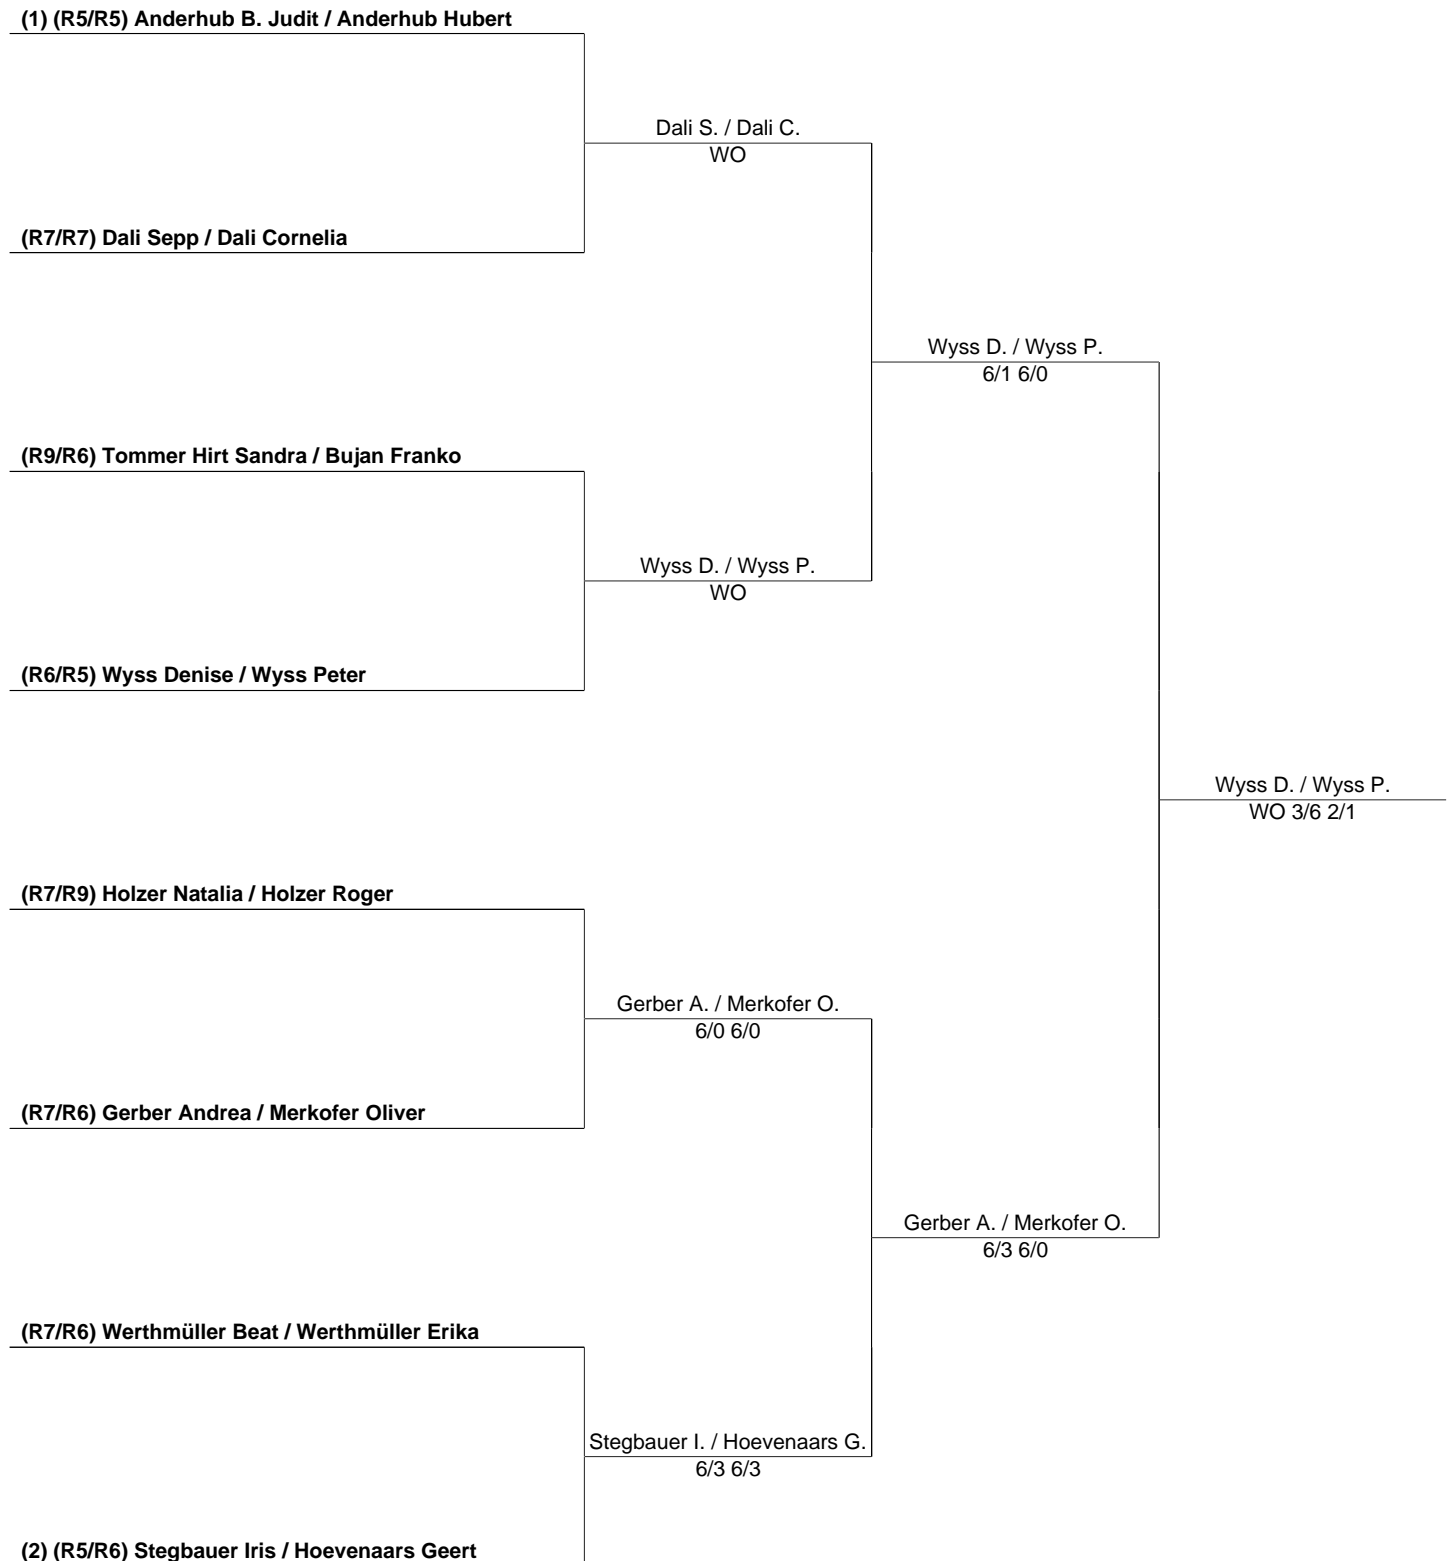 (1) (R5/R5) Anderhub B. Judit / Anderhub Hubert
Dali S. / Dali C.
WO
(R7/R7) Dali Sepp / Dali Cornelia
Wyss D. / Wyss P.
6/1 6/0
(R9/R6) Tommer Hirt Sandra / Bujan Franko
Wyss D. / Wyss P.
WO
(R6/R5) Wyss Denise / Wyss Peter
Wyss D. / Wyss P.
WO 3/6 2/1
(R7/R9) Holzer Natalia / Holzer Roger
Gerber A. / Merkofer O.
6/0 6/0
(R7/R6) Gerber Andrea / Merkofer Oliver
Gerber A. / Merkofer O.
6/3 6/0
(R7/R6) Werthmüller Beat / Werthmüller Erika
Stegbauer I. / Hoevenaars G.
6/3 6/3
(2) (R5/R6) Stegbauer Iris / Hoevenaars Geert